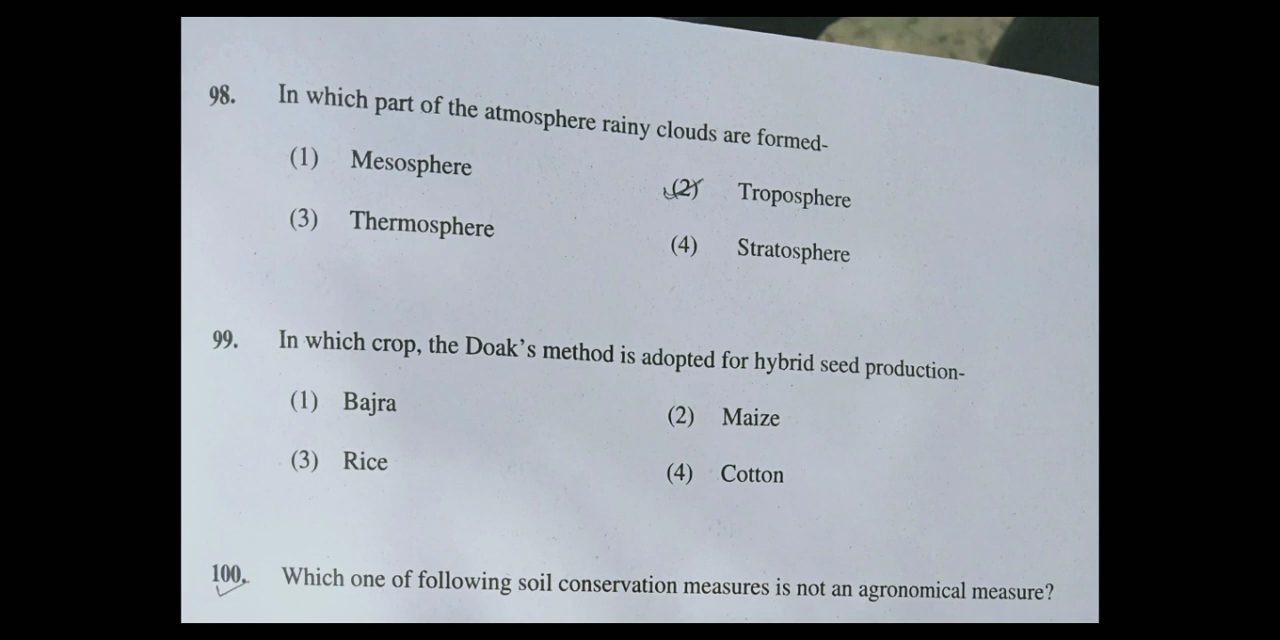 98. In which part of the atmosphere rainy clouds are formed-
(1) Mesosphere
(2) Troposphere
(3) Thermosphere
(4) Stratosphere
99. In which crop, the Doak's method is adopted for hybrid seed production-
(1) Bajra
(2) Maize
(3) Rice
(4) Cotton
100. Which one of following soil conservation measures is not an agronomical measure?